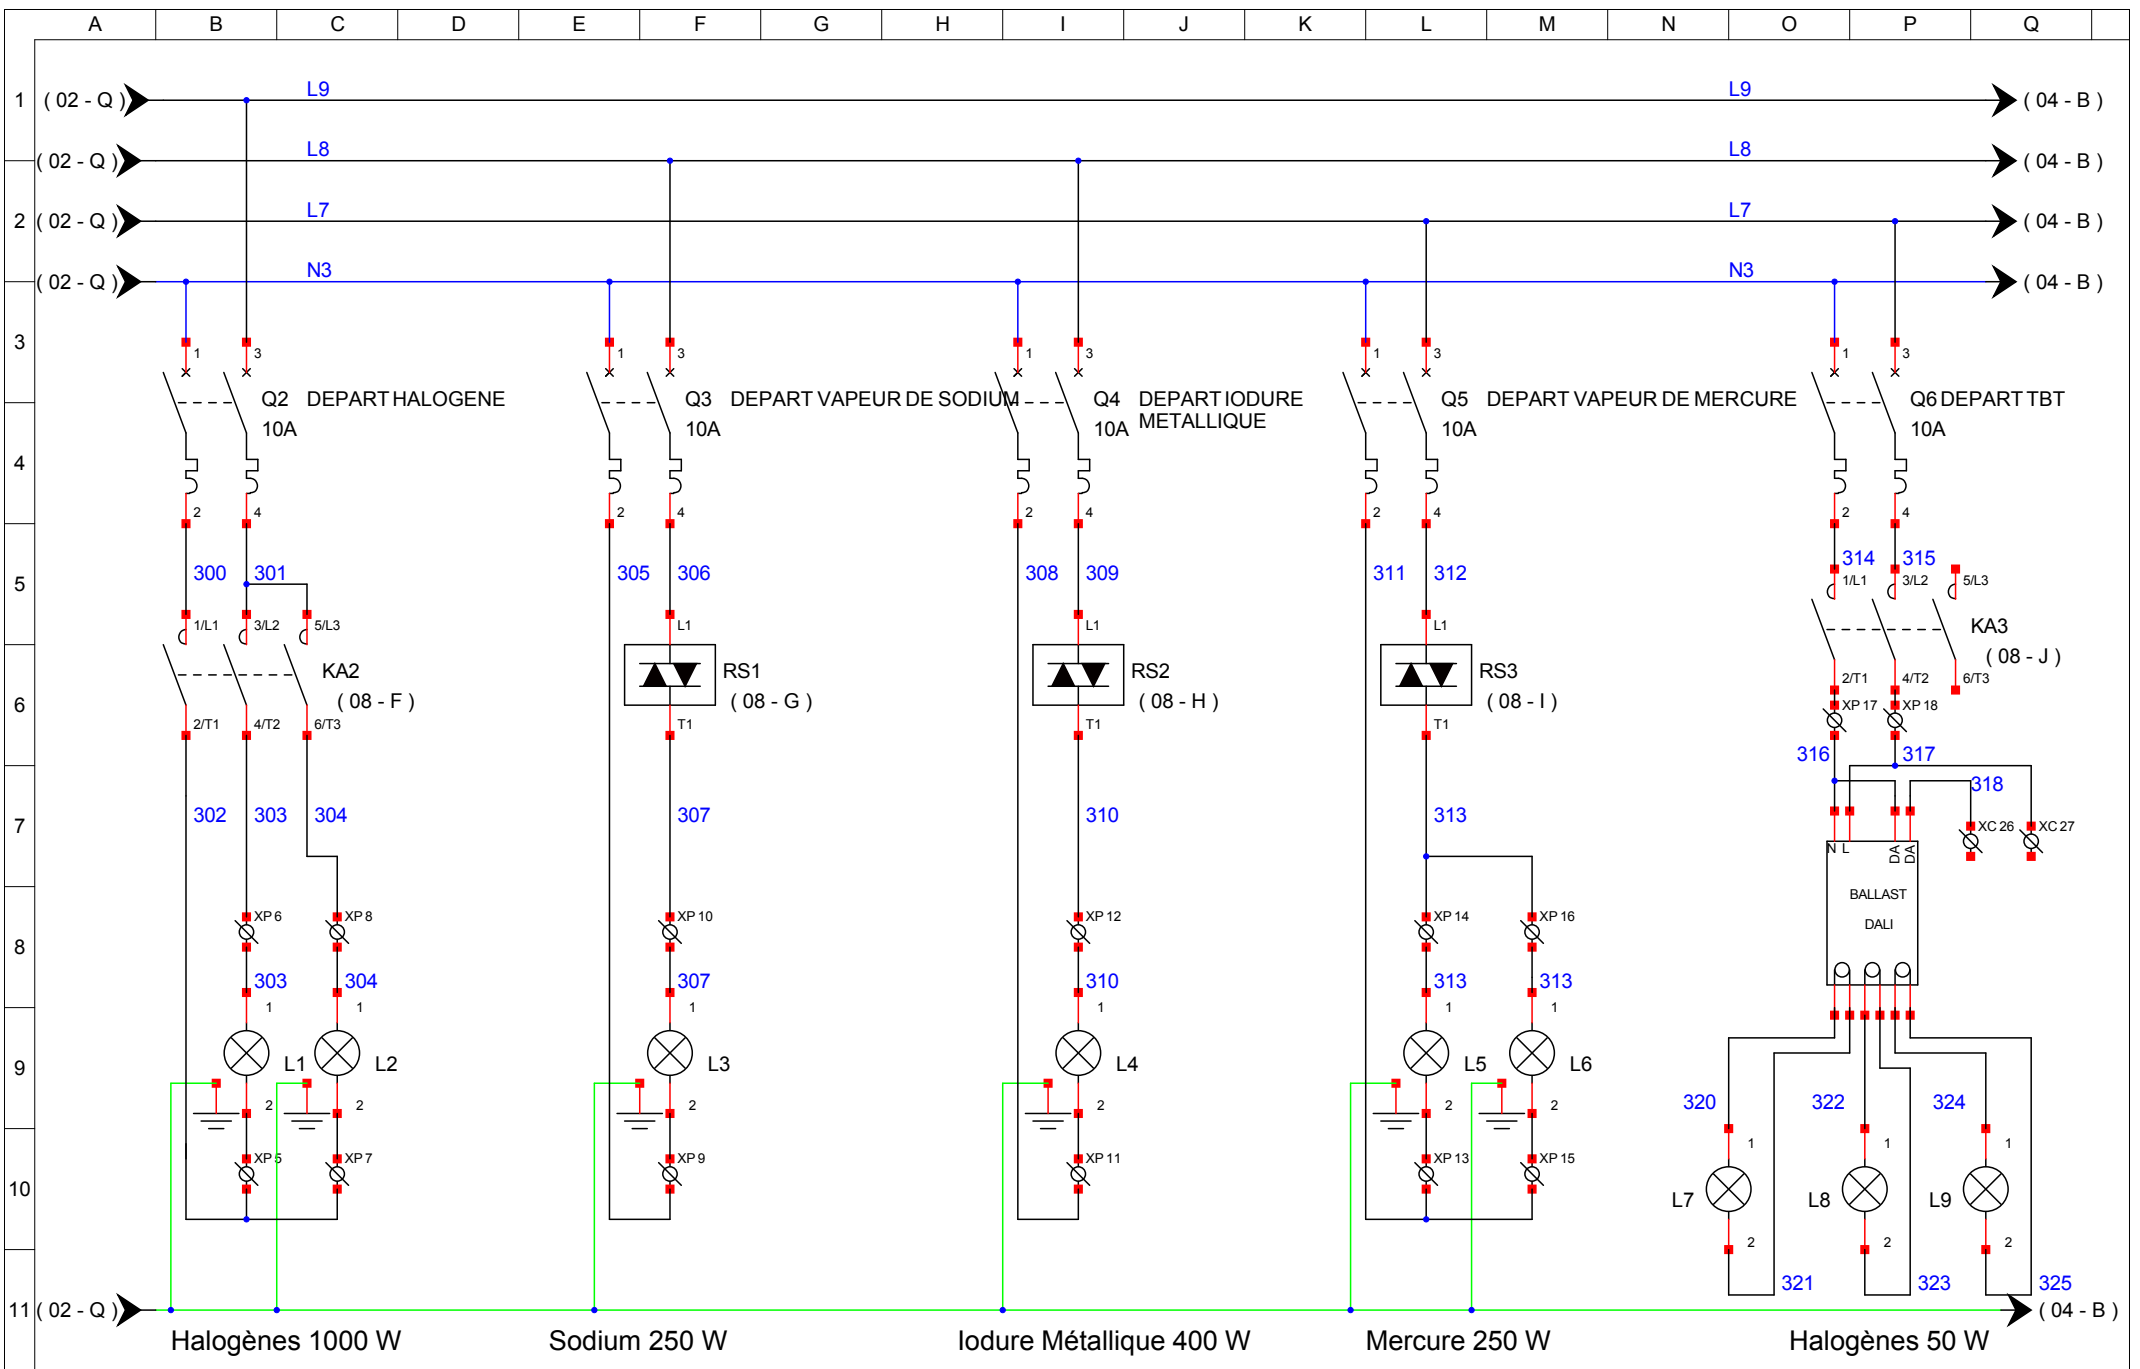 A B C D E F G H I J K L M N O P Q
1 ( 02 - Q ) L9 L9 ( 04 - B )
( 02 - Q ) L8 L8 ( 04 - B )
2 ( 02 - Q ) L7 L7 ( 04 - B )
( 02 - Q ) N3 N3 ( 04 - B )
3 1 3 1 3 1 3 1 3 1 3
Q2 DEPART HALOGENE Q3 DEPART VAPEUR DE SODIUM Q4 DEPART IODURE Q5 DEPART VAPEUR DE MERCURE Q6 DEPART TBT
10A 10A 10A METALLIQUE 10A 10A
4
2 4 2 4 2 4 2 4 2 4
300 301 305 306 308 309 311 312 314 315
5 1/L1 3/L2 5/L3
1/L1 3/L2 5/L3 L1 L1 L1 KA3
( 08 - J )
KA2 RS1 RS2 RS3 2/T1 4/T2 6/T3
6 ( 08 - F ) ( 08 - G ) ( 08 - H ) ( 08 - I ) XP 17 XP 18
2/T1 4/T2 6/T3 T1 T1 T1
316 317
318
7 302 303 304 307 310 313 XC 26 XC 27
N L DA DA
BALLAST
XP 6 XP 8 XP 10 XP 12 XP 14 XP 16
8 DALI
303 304 307 310 313 313
1 1 1 1 1 1
9 L1 L2 L3 L4 L5 L6
2 2 2 2 2 2 320 322 324
1 1 1
XP 5 XP 7 XP 9 XP 11 XP 13 XP 15
10 L7 L8 L9
2 2 2
321 323 325
11 ( 02 - Q ) ( 04 - B )
Halogènes 1000 W Sodium 250 W Iodure Métallique 400 W Mercure 250 W Halogènes 50 W